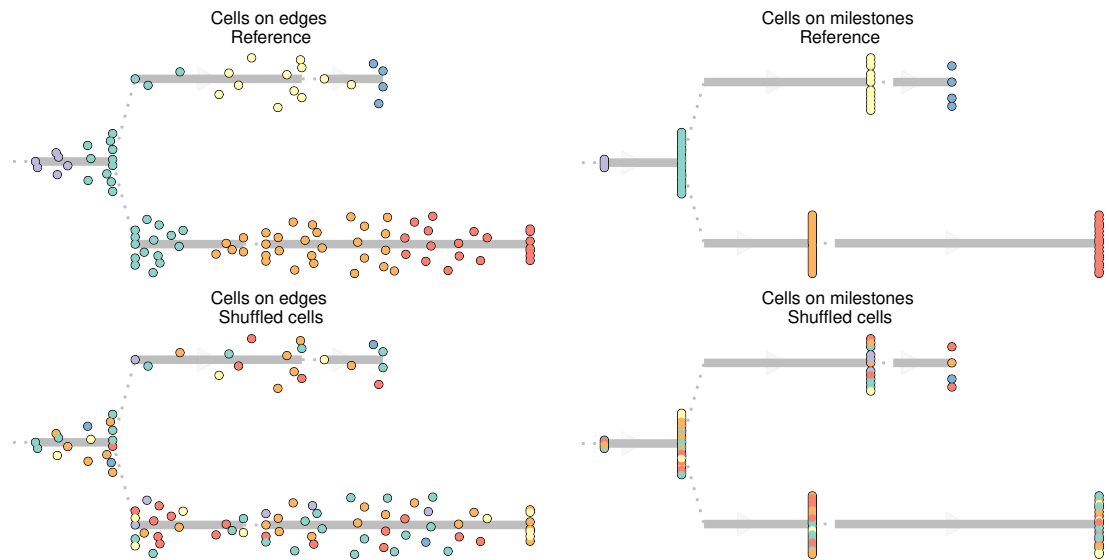 Cells on edges
Reference
Cells on milestones
Reference
Cells on edges
Shuffled cells
Cells on milestones
Shuffled cells